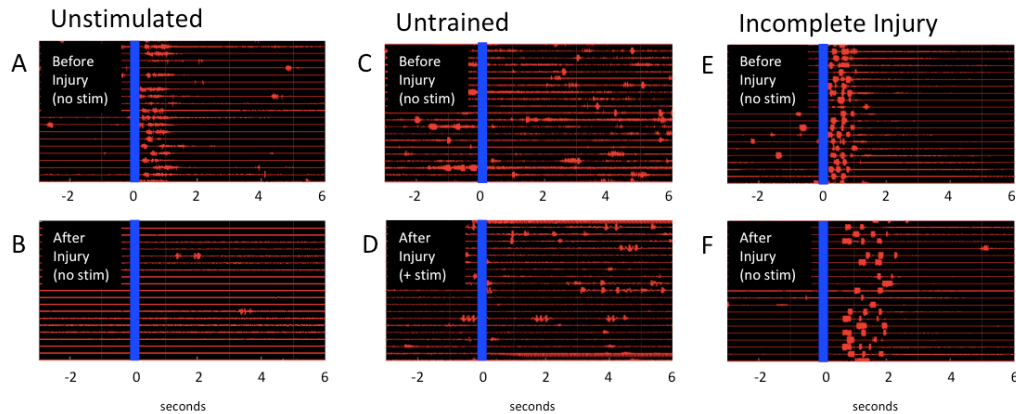 Unstimulated
Untrained
Incomplete Injury
A
Before
Injury
(no stim)
-2
0
2
4
6
C
Before
Injury
(no stim)
-2
0
2
4
6
E
Before
Injury
(no stim)
-2
0
2
4
6
B
After
Injury
(no stim)
-2
0
2
4
6
seconds
D
After
Injury
(+ stim)
-2
0
2
4
6
seconds
F
After
Injury
(no stim)
-2
0
2
4
6
seconds